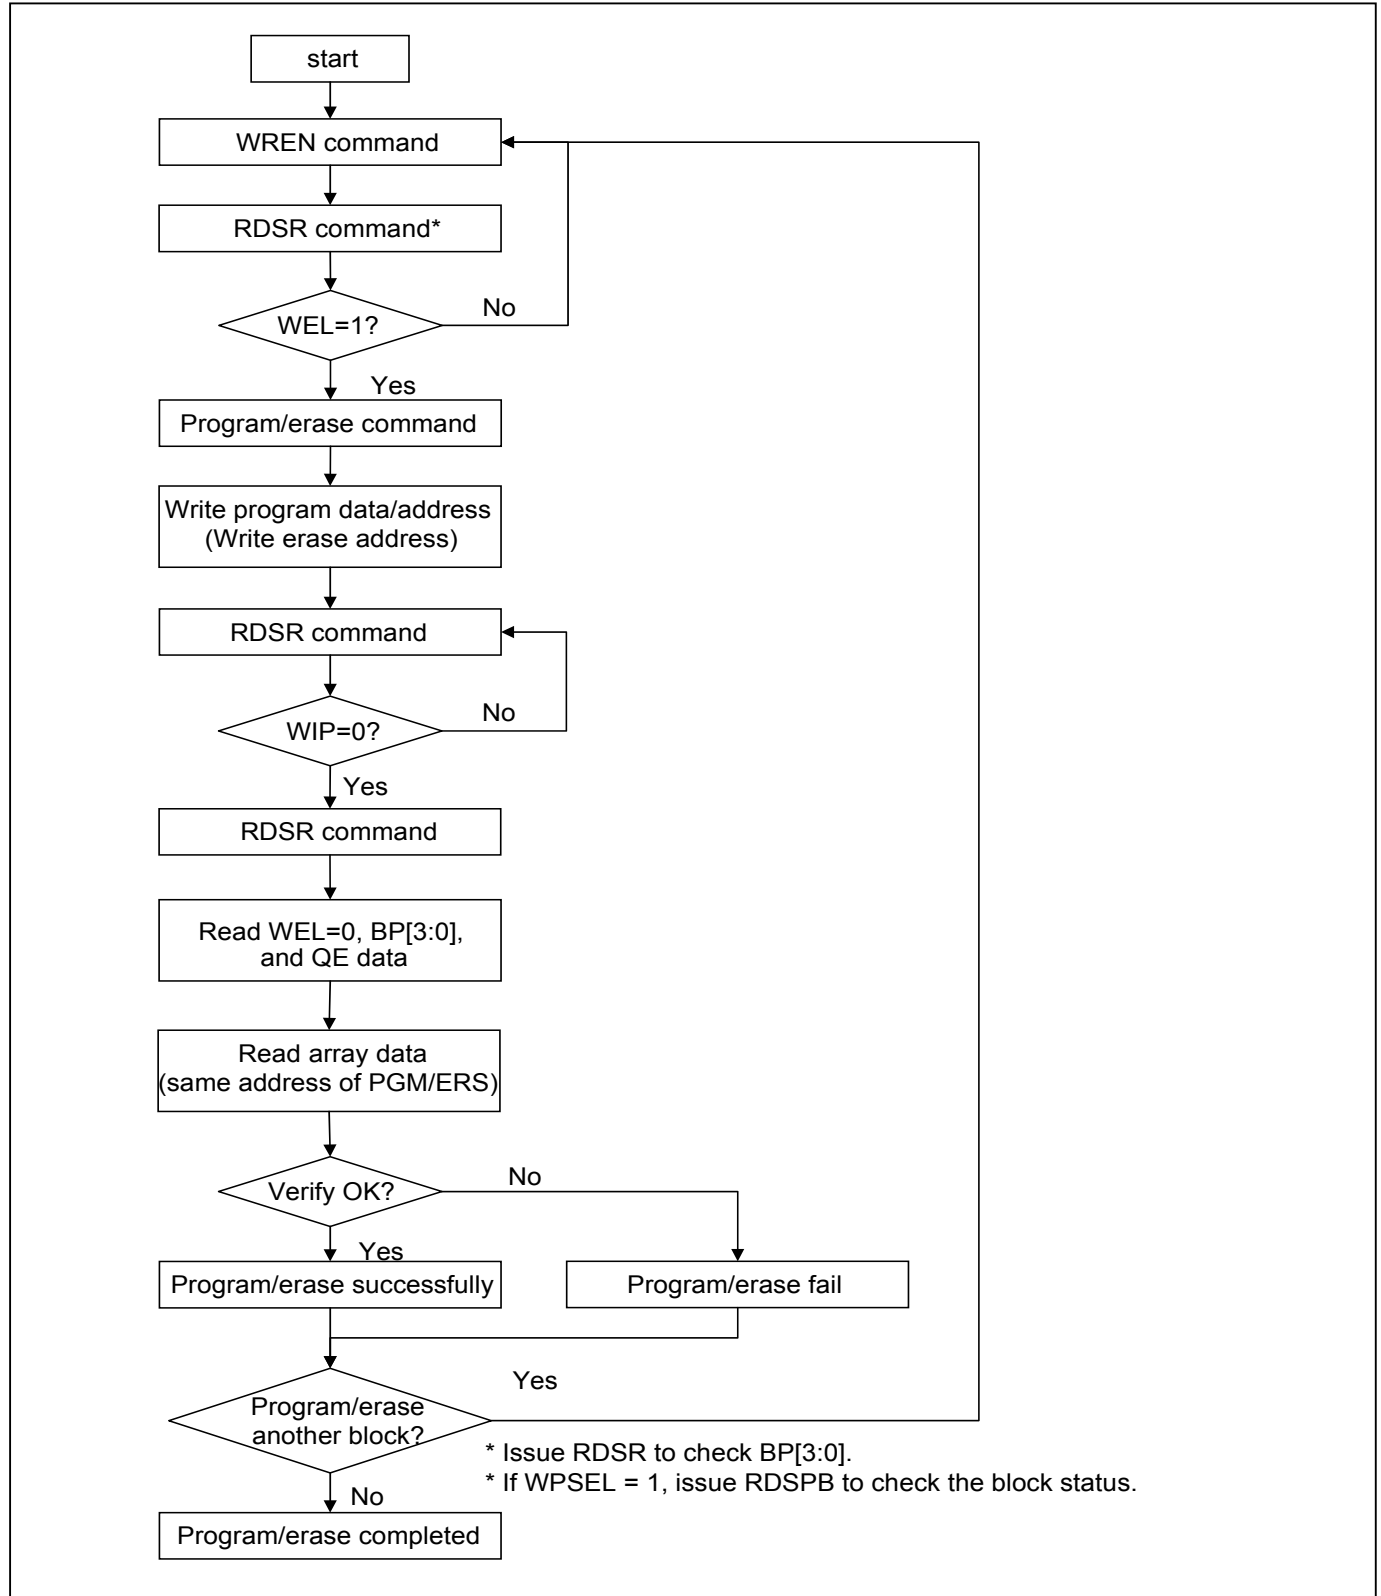 start
WREN command
RDSR command*
WEL=1?
No
Yes
Program/erase command
Write program data/address
(Write erase address)
RDSR command
WIP=0?
No
Yes
RDSR command
Read WEL=0, BP[3:0],
and QE data
Read array data
(same address of PGM/ERS)
Verify OK?
No
Yes
Program/erase successfully
Program/erase fail
Program/erase
another block?
Yes
* Issue RDSR to check BP[3:0].
* If WPSEL = 1, issue RDSPB to check the block status.
No
Program/erase completed